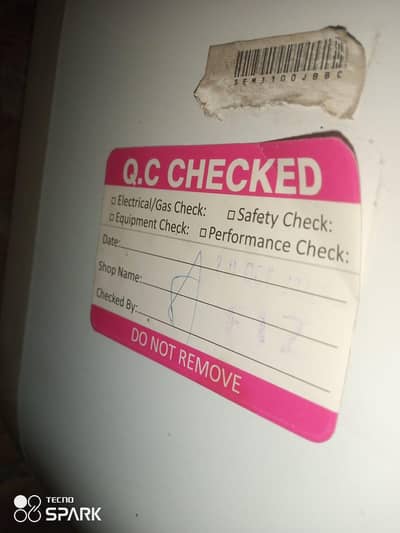 Q.C CHECKED
□ Electrical/Gas Check: □ Safety Check:
□ Equipment Check: □ Performance Check:
Date:
Shop Name:
Checked By:
DO NOT REMOVE
TECNO
SPARK